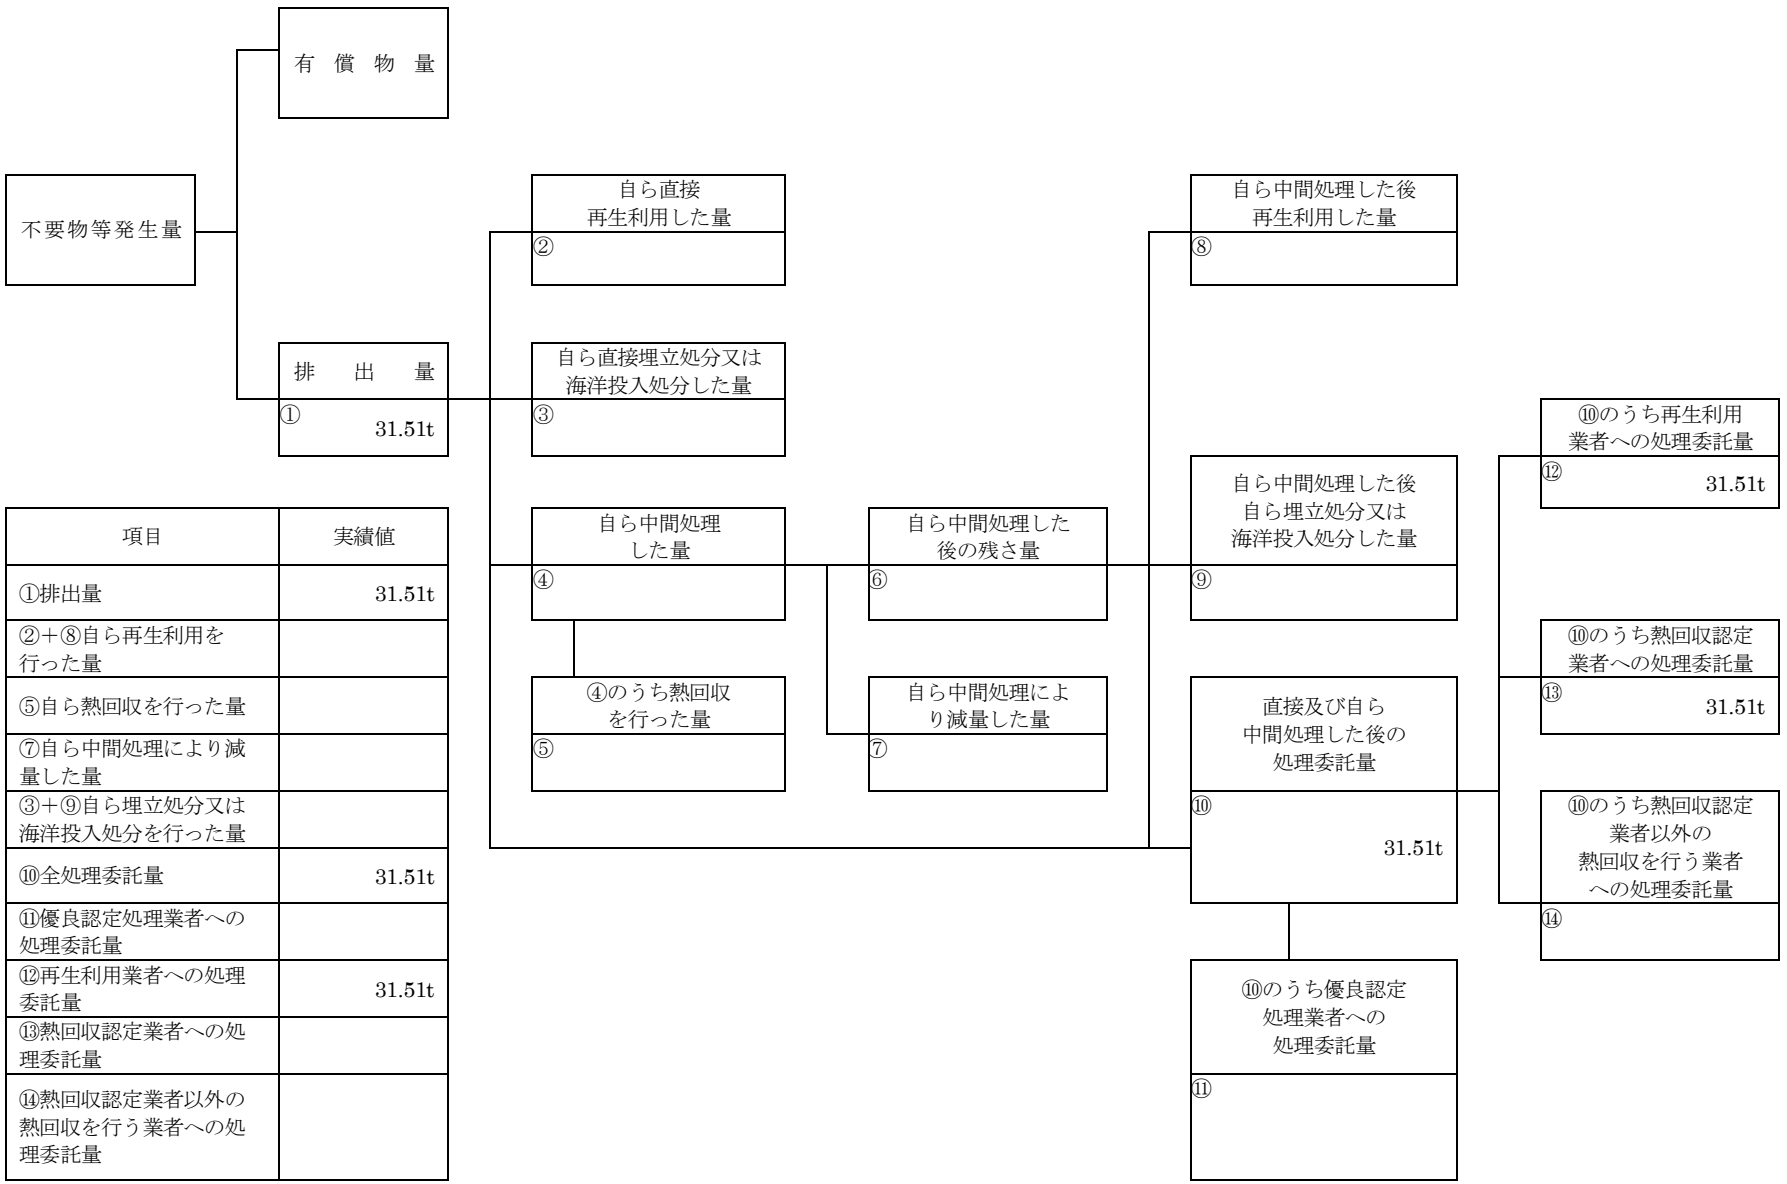 有償物量
不要物等発生量
排出量
①
31.51t
自ら直接
再生利用した量
②
自ら直接埋立処分又は
海洋投入処分した量
③
自ら中間処理
した量
④
④のうち熱回収
を行った量
⑤
自ら中間処理した
後の残さ量
⑥
自ら中間処理によ
り減量した量
⑦
自ら中間処理した後
再生利用した量
⑧
自ら中間処理した後
自ら埋立処分又は
海洋投入処分した量
⑨
直接及び自ら
中間処理した後の
処理委託量
⑩
31.51t
⑩のうち優良認定
処理業者への
処理委託量
⑪
⑩のうち再生利用
業者への処理委託量
⑫
31.51t
⑩のうち熱回収認定
業者への処理委託量
⑬
31.51t
⑩のうち熱回収認定
業者以外の
熱回収を行う業者
への処理委託量
⑭
項目 実績値
①排出量 31.51t
②＋⑧自ら再生利用を
行った量
⑤自ら熱回収を行った量
⑦自ら中間処理により減
量した量
③＋⑨自ら埋立処分又は
海洋投入処分を行った量
⑩全処理委託量 31.51t
⑪優良認定処理業者への
処理委託量
⑫再生利用業者への処理
委託量 31.51t
⑬熱回収認定業者への処
理委託量
⑭熱回収認定業者以外の
熱回収を行う業者への処
理委託量